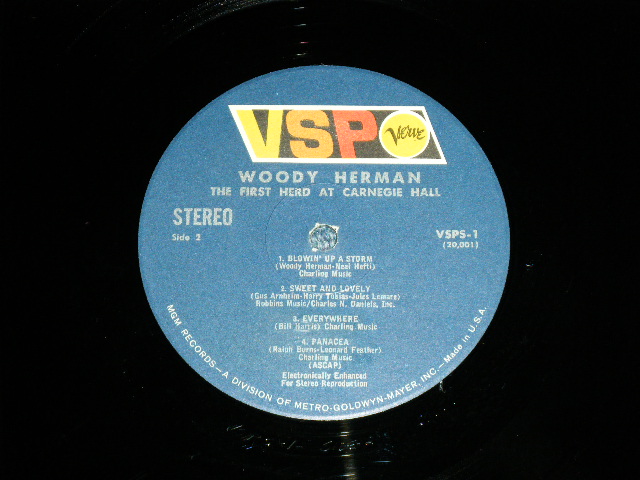 VSP
Verve
WOODY HERMAN
THE FIRST HERD AT CARNEGIE HALL
STEREO
Side 2
VSPS-1
(20,001)
1. BLOWIN' UP A STORM
(Woody Herman-Neal Hefti)
Charling Music
2. SWEET AND LOVELY
(Gus Arnheim-Harry Tobias-Jules Lemare)
Robbins Music/Charles N. Daniels, Inc.
3. EVERYWHERE
(Bill Harris) Charling Music
4. PANACEA
(Ralph Burns-Leonard Feather)
Charling Music
(ASCAP)
Electronically Enhanced
For Stereo Reproduction
MGM RECORDS—A DIVISION OF METRO-GOLDWYN-MAYER, INC.—Made in U.S.A.